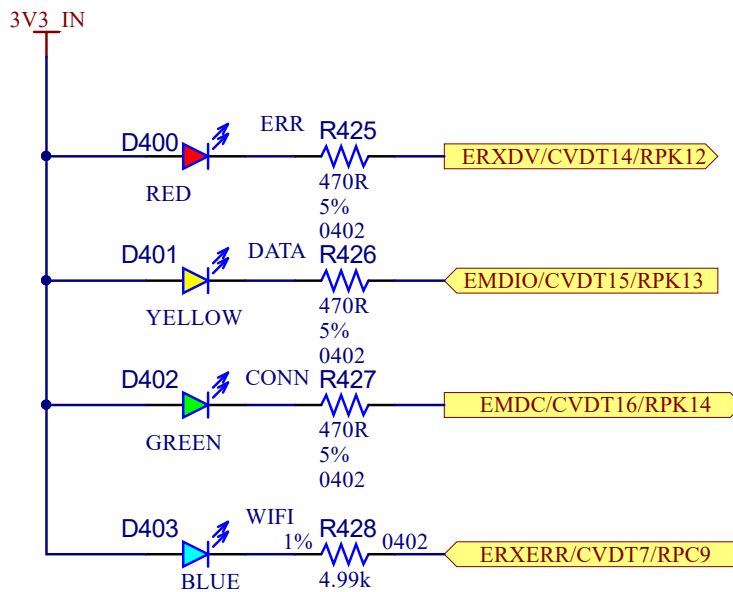 3V3_IN
D400 ERR R425
ERXDV/CVDT14/RPK12
RED
470R
5%
0402
D401 DATA R426
EMDIO/CVDT15/RPK13
YELLOW
470R
5%
0402
D402 CONN R427
EMDC/CVDT16/RPK14
GREEN
470R
5%
0402
D403 WIFI R428
1% 0402
ERXERR/CVDT7/RPC9
BLUE
4.99k